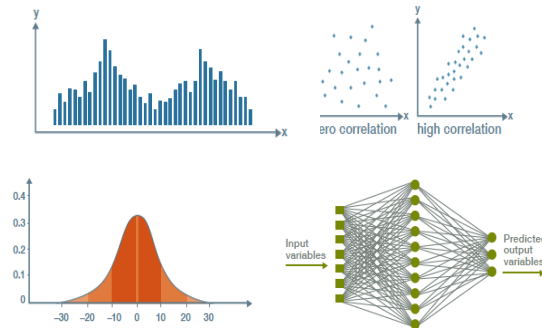 y
x
x
ero correlation
y
x
high correlation
0.4
0.3
0.2
0.1
0
−30 −20 −10 0 10 20 30
Input
variables
Predicted
output
variables